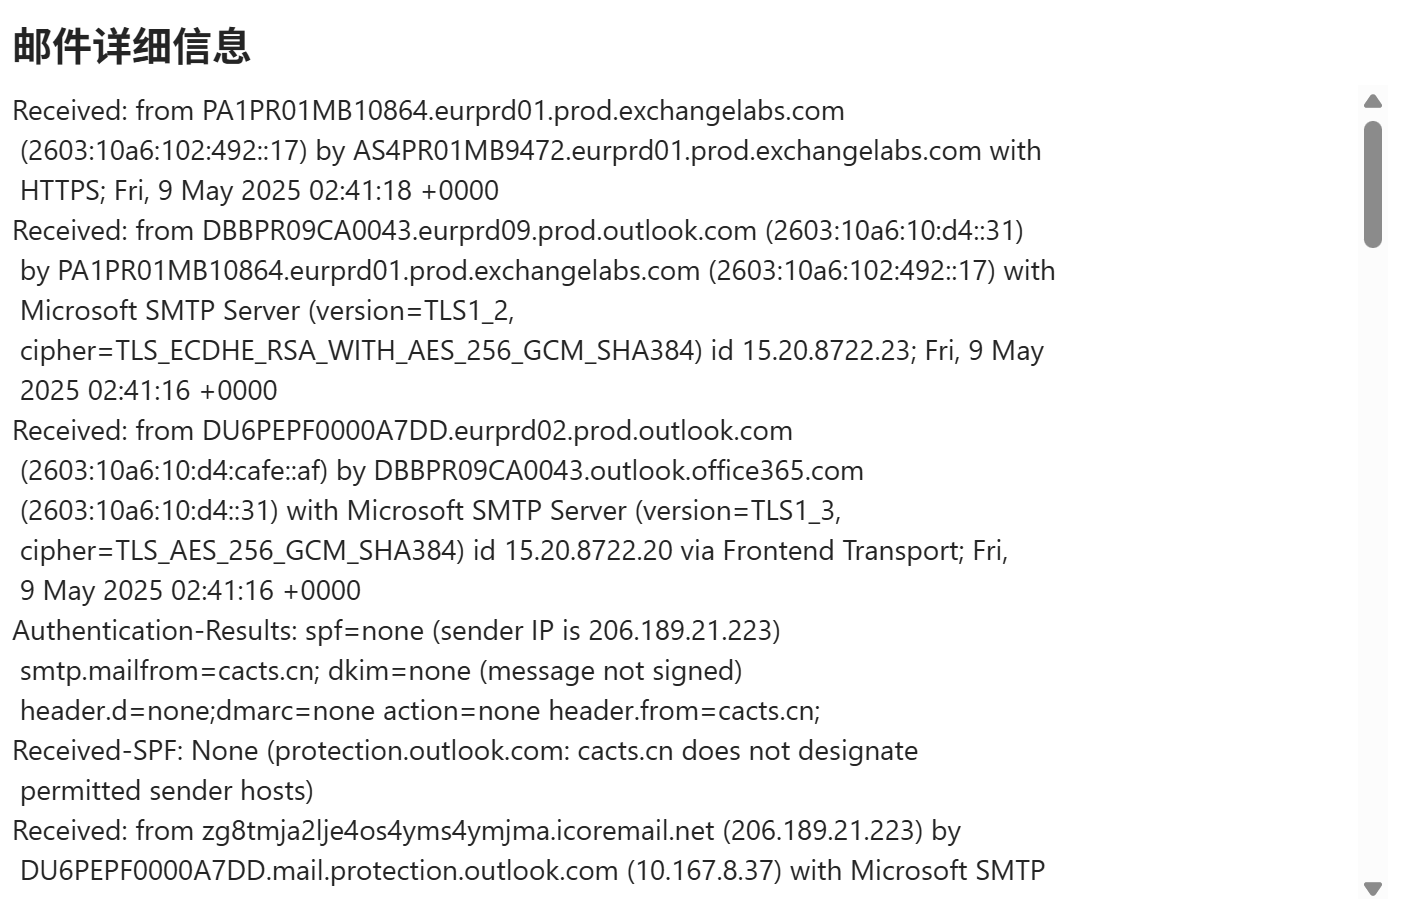 邮件详细信息
Received: from PA1PR01MB10864.eurprd01.prod.exchangelabs.com
(2603:10a6:102:492::17) by AS4PR01MB9472.eurprd01.prod.exchangelabs.com with
HTTPS; Fri, 9 May 2025 02:41:18 +0000
Received: from DBBPR09CA0043.eurprd09.prod.outlook.com (2603:10a6:10:d4::31)
by PA1PR01MB10864.eurprd01.prod.exchangelabs.com (2603:10a6:102:492::17) with
Microsoft SMTP Server (version=TLS1_2,
cipher=TLS_ECDHE_RSA_WITH_AES_256_GCM_SHA384) id 15.20.8722.23; Fri, 9 May
2025 02:41:16 +0000
Received: from DU6PEPF0000A7DD.eurprd02.prod.outlook.com
(2603:10a6:10:d4:cafe::af) by DBBPR09CA0043.outlook.office365.com
(2603:10a6:10:d4::31) with Microsoft SMTP Server (version=TLS1_3,
cipher=TLS_AES_256_GCM_SHA384) id 15.20.8722.20 via Frontend Transport; Fri,
9 May 2025 02:41:16 +0000
Authentication-Results: spf=none (sender IP is 206.189.21.223)
smtp.mailfrom=cacts.cn; dkim=none (message not signed)
header.d=none;dmarc=none action=none header.from=cacts.cn;
Received-SPF: None (protection.outlook.com: cacts.cn does not designate
permitted sender hosts)
Received: from zg8tmja2lje4os4yms4ymjma.icoremail.net (206.189.21.223) by
DU6PEPF0000A7DD.mail.protection.outlook.com (10.167.8.37) with Microsoft SMTP